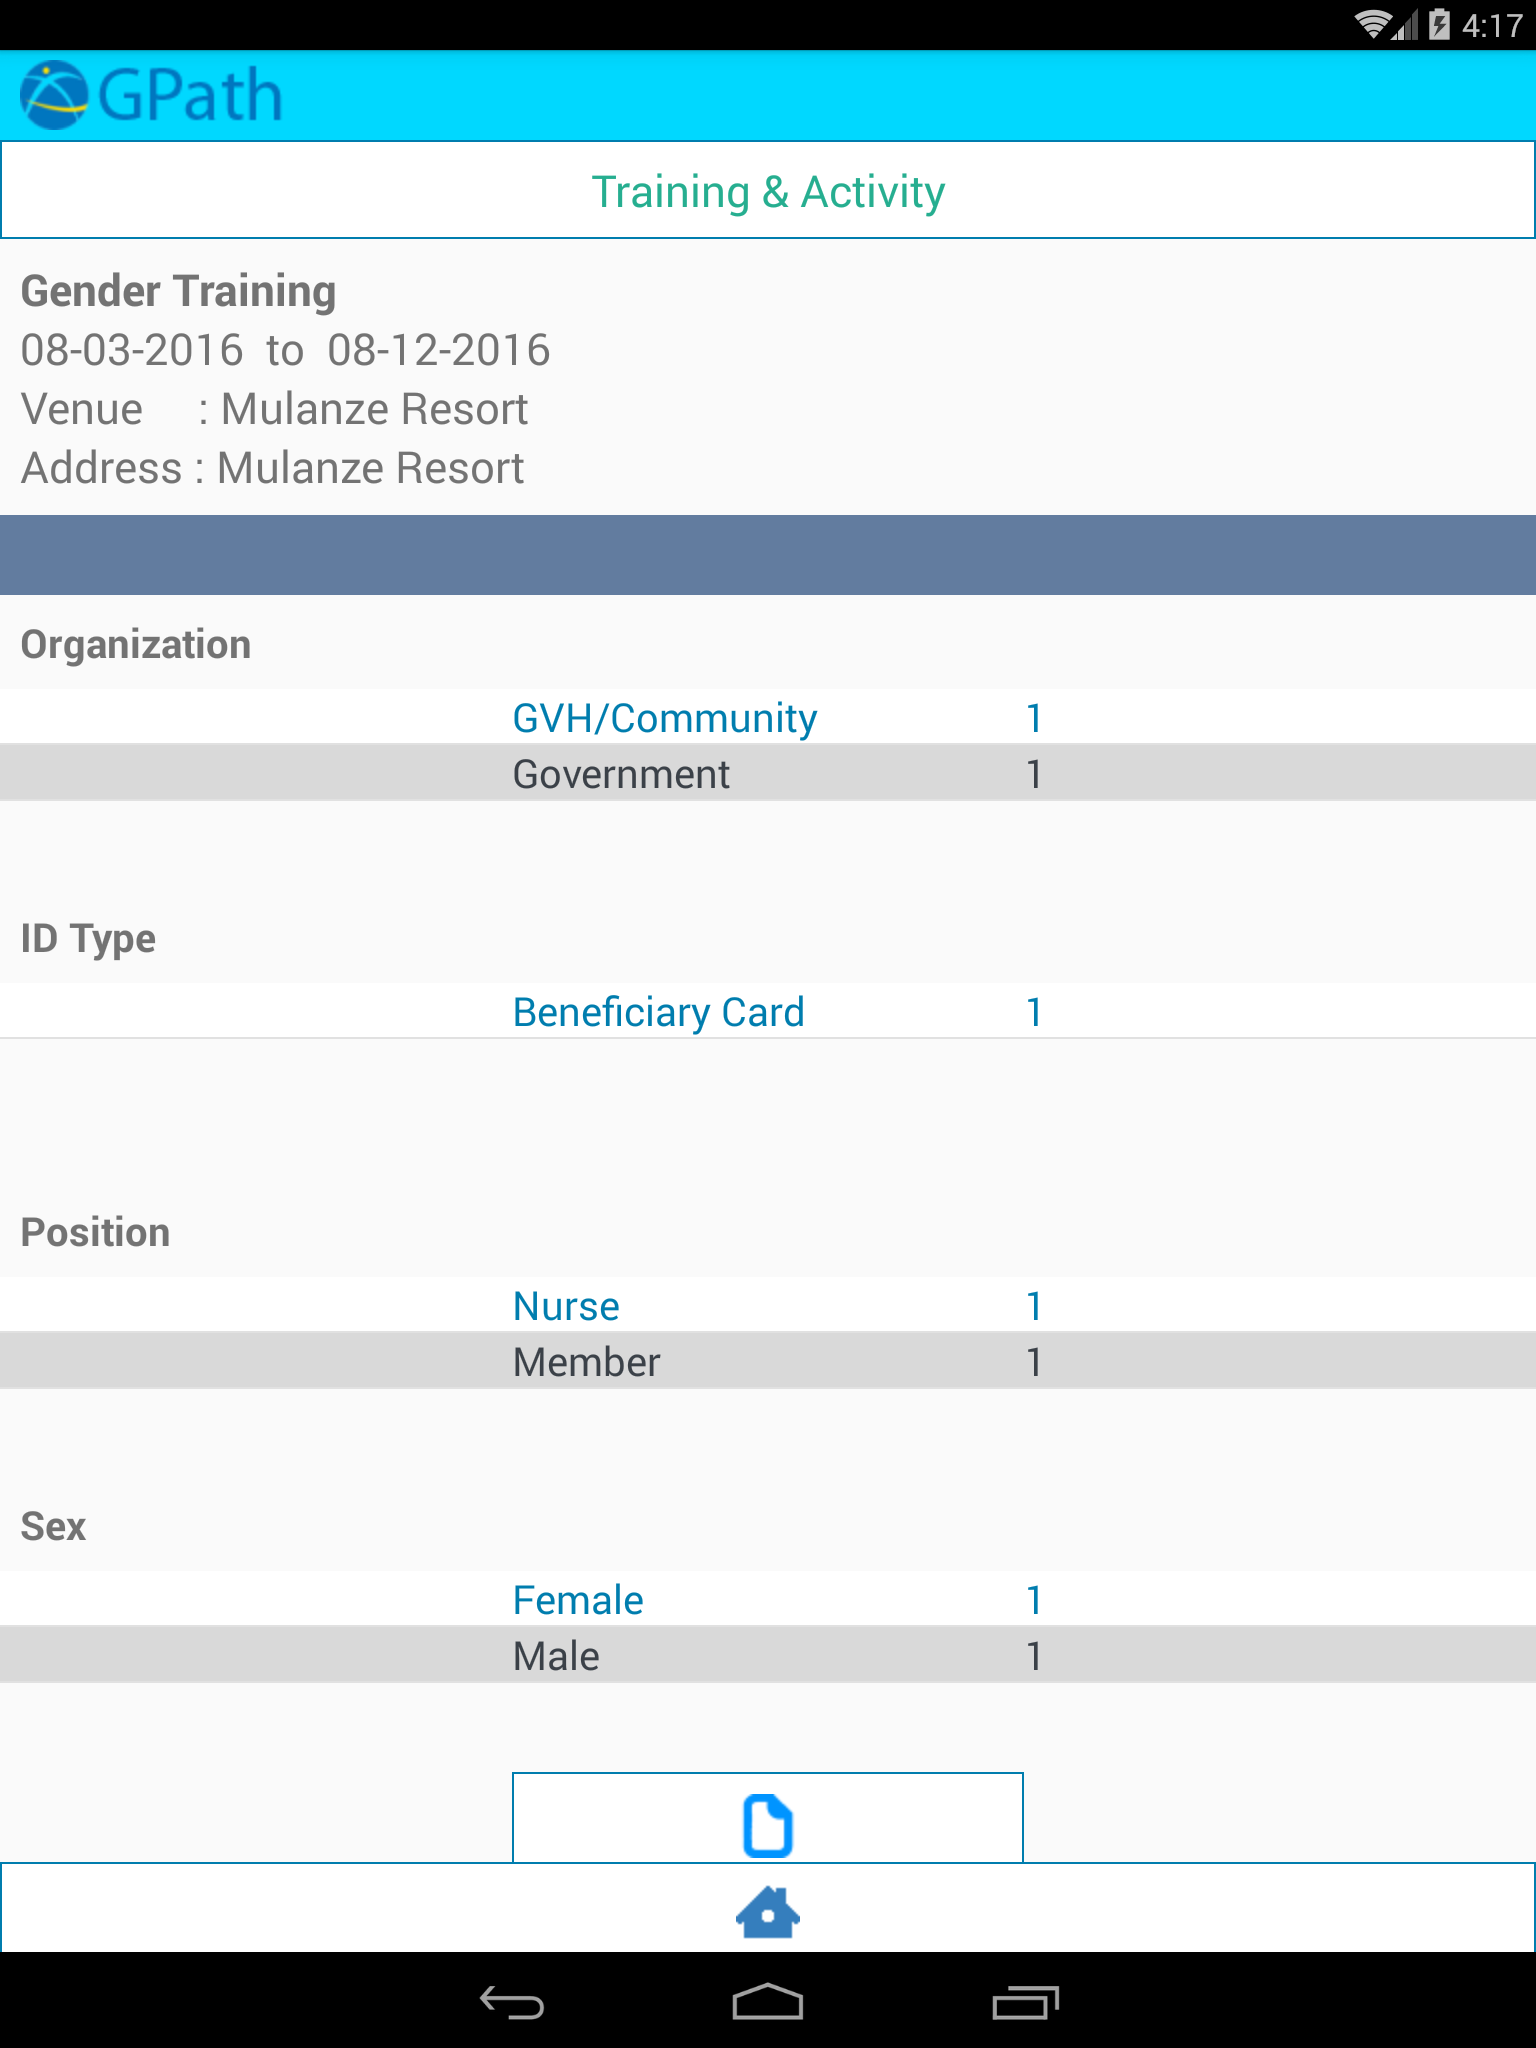 4:17
GPath
Training & Activity
Gender Training
08-03-2016 to 08-12-2016
Venue : Mulanze Resort
Address : Mulanze Resort
Organization
GVH/Community 1
Government 1
ID Type
Beneficiary Card 1
Position
Nurse 1
Member 1
Sex
Female 1
Male 1